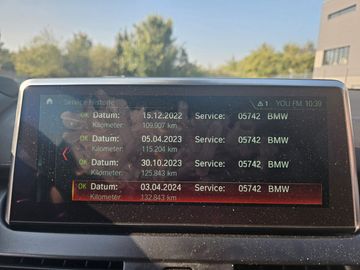 Service historie 1 YOU FM 10:39
OK Datum: 15.12.2022 Service: 05742 BMW
Kilometer: 109.907 km
OK Datum: 05.04.2023 Service: 05742 BMW
Kilometer: 115.204 km
OK Datum: 30.10.2023 Service: 05742 BMW
Kilometer: 125.843 km
OK Datum: 03.04.2024 Service: 05742 BMW
Kilometer: 132.843 km